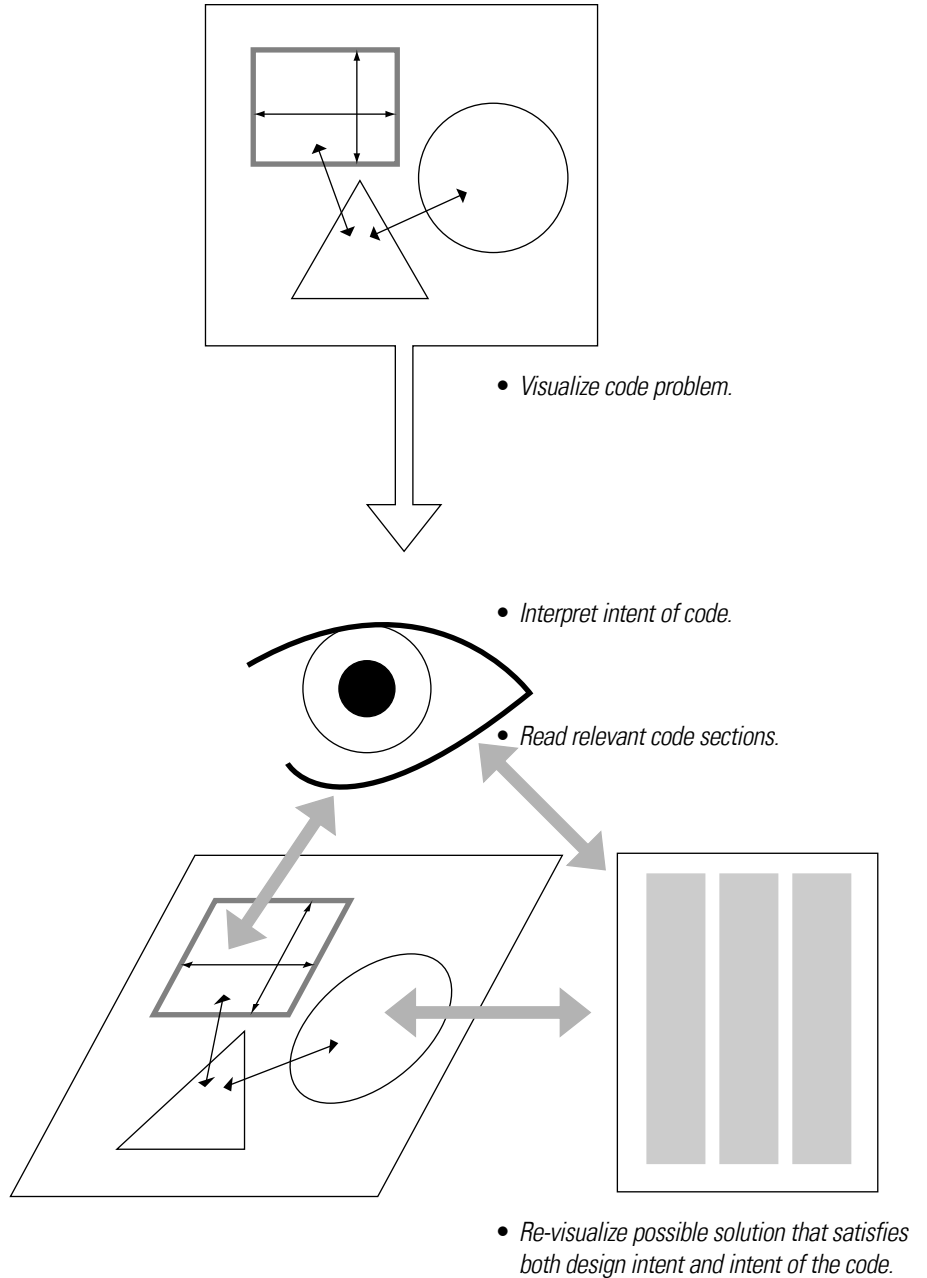 • Visualize code problem.
• Interpret intent of code.
• Read relevant code sections.
• Re-visualize possible solution that satisfies
both design intent and intent of the code.